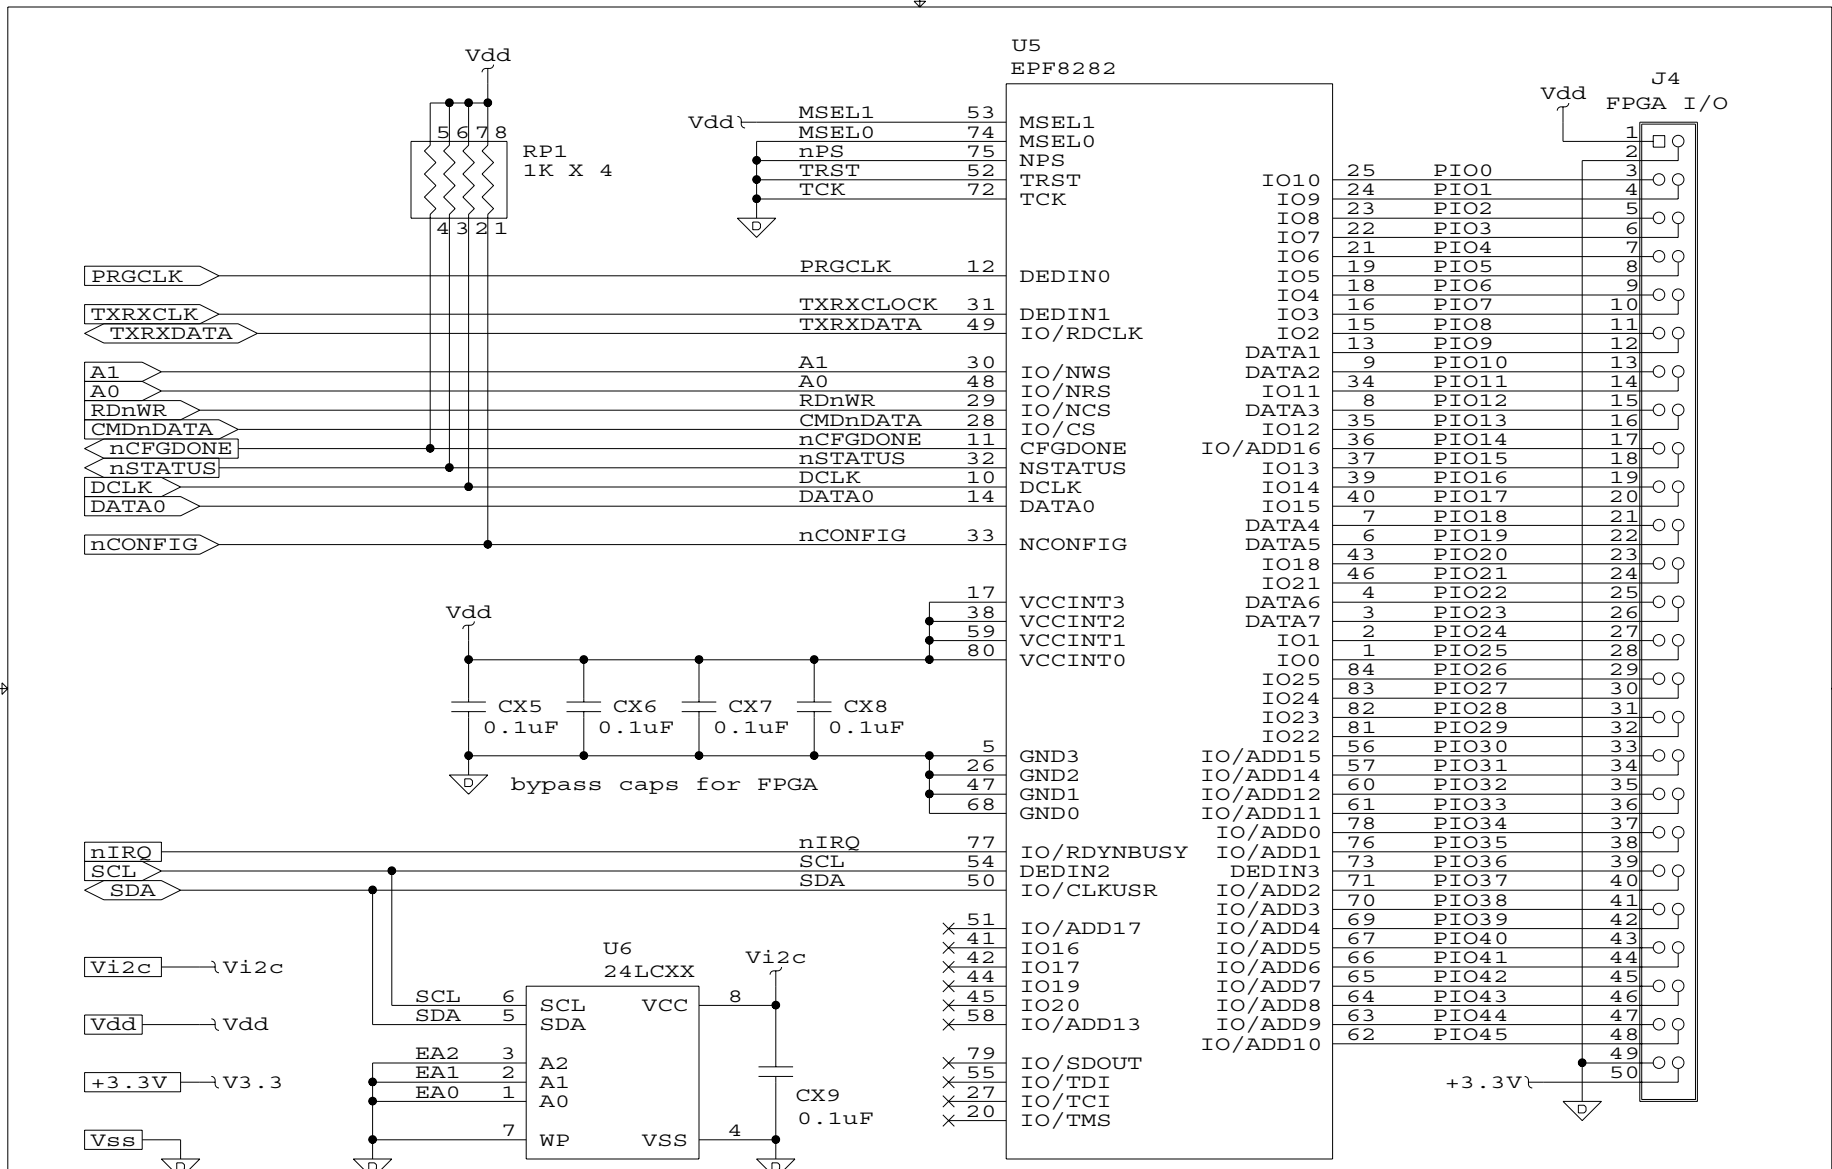 Vdd
5 6 7 8
RP1
1K X 4
4 3 2 1
U5
EPF8282
Vdd
MSEL1 53 MSEL1
MSEL0 74 MSEL0
nPS 75 NPS
TRST 52 TRST
TCK 72 TCK
D
PRGCLK PRGCLK 12 DEDIN0
TXRXCLK TXRXCLOCK 31 DEDIN1
TXRXDATA TXRXDATA 49 IO/RDCLK
A1 A1 30 IO/NWS
A0 A0 48 IO/NRS
RDnWR RDnWR 29 IO/NCS
CMDnDATA CMDnDATA 28 IO/CS
nCFGDONE nCFGDONE 11 CFGDONE
nSTATUS nSTATUS 32 NSTATUS
DCLK DCLK 10 DCLK
DATA0 DATA0 14 DATA0
nCONFIG nCONFIG 33 NCONFIG
Vdd
17 VCCINT3
38 VCCINT2
59 VCCINT1
80 VCCINT0
CX5 CX6 CX7 CX8
0.1uF 0.1uF 0.1uF 0.1uF
5 GND3
26 GND2
47 GND1
68 GND0
D
bypass caps for FPGA
nIRQ nIRQ 77 IO/RDYNBUSY
SCL SCL 54 DEDIN2
SDA SDA 50 IO/CLKUSR
51 IO/ADD17
41 IO16
42 IO17
44 IO19
45 IO20
58 IO/ADD13
79 IO/SDOUT
55 IO/TDI
27 IO/TCI
20 IO/TMS
Vi2c Vi2c
Vdd Vdd
+3.3V V3.3
Vss
D
U6
24LCXX
Vi2c
SCL 6 SCL VCC 8
SDA 5 SDA
EA2 3 A2
EA1 2 A1
EA0 1 A0
7 WP VSS 4
CX9
0.1uF
D
D
J4
FPGA I/O
Vdd
1
2
IO10 25 PIO0 3
IO9 24 PIO1 4
IO8 23 PIO2 5
IO7 22 PIO3 6
IO6 21 PIO4 7
IO5 19 PIO5 8
IO4 18 PIO6 9
IO3 16 PIO7 10
IO2 15 PIO8 11
DATA1 13 PIO9 12
DATA2 9 PIO10 13
IO11 34 PIO11 14
DATA3 8 PIO12 15
IO12 35 PIO13 16
IO/ADD16 36 PIO14 17
IO13 37 PIO15 18
IO14 39 PIO16 19
IO15 40 PIO17 20
DATA4 7 PIO18 21
DATA5 6 PIO19 22
IO18 43 PIO20 23
IO21 46 PIO21 24
DATA6 4 PIO22 25
DATA7 3 PIO23 26
IO1 2 PIO24 27
IO0 1 PIO25 28
IO25 84 PIO26 29
IO24 83 PIO27 30
IO23 82 PIO28 31
IO22 81 PIO29 32
IO/ADD15 56 PIO30 33
IO/ADD14 57 PIO31 34
IO/ADD12 60 PIO32 35
IO/ADD11 61 PIO33 36
IO/ADD0 78 PIO34 37
IO/ADD1 76 PIO35 38
DEDIN3 73 PIO36 39
IO/ADD2 71 PIO37 40
IO/ADD3 70 PIO38 41
IO/ADD4 69 PIO39 42
IO/ADD5 67 PIO40 43
IO/ADD6 66 PIO41 44
IO/ADD7 65 PIO42 45
IO/ADD8 64 PIO43 46
IO/ADD9 63 PIO44 47
IO/ADD10 62 PIO45 48
49
+3.3V 50
D